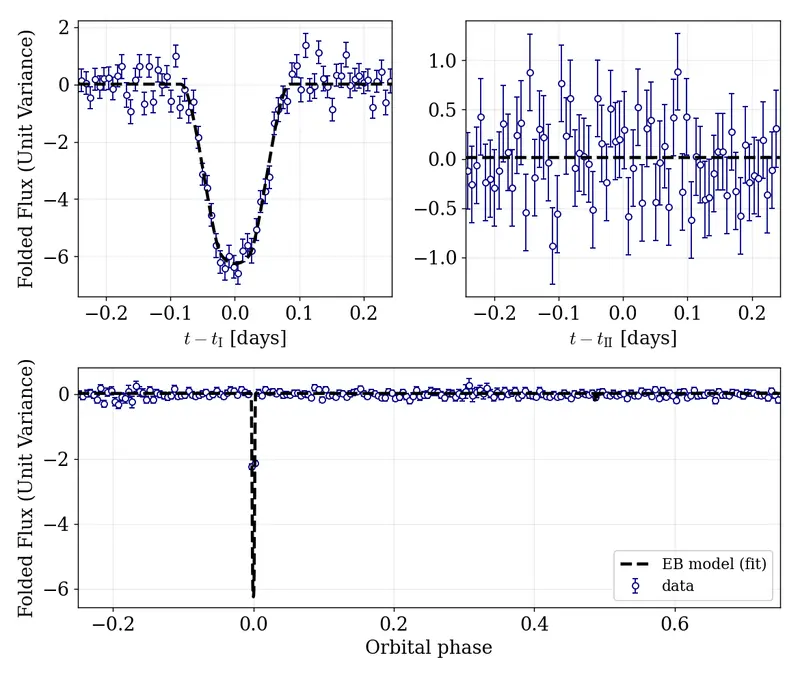 Folded Flux (Unit Variance)
2
0
−2
−4
−6
−0.2 −0.1 0.0 0.1 0.2
t − t_I [days]
1.0
0.5
0.0
−0.5
−1.0
−0.2 −0.1 0.0 0.1 0.2
t − t_II [days]
Folded Flux (Unit Variance)
0
−2
−4
−6
EB model (fit)
data
−0.2 0.0 0.2 0.4 0.6
Orbital phase